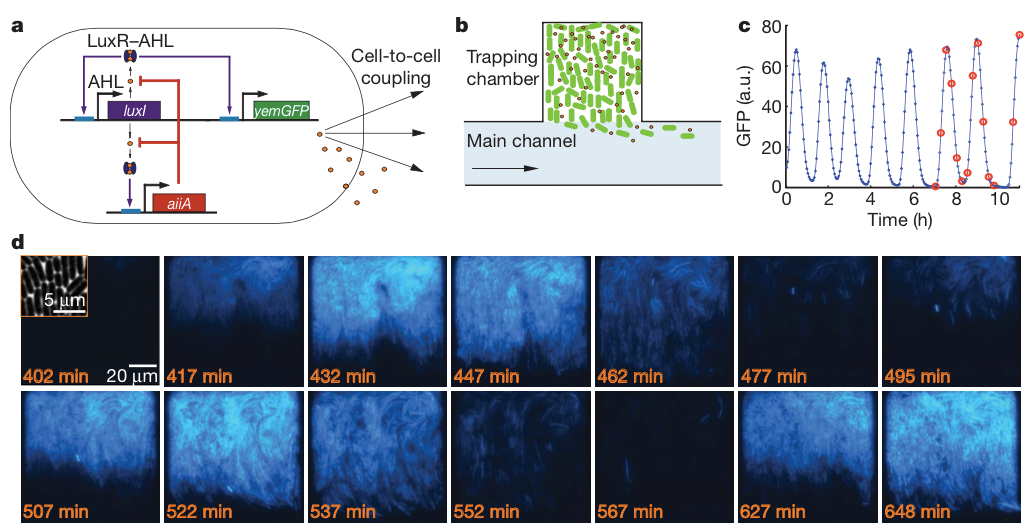 a
LuxR–AHL
AHL
luxI
yemGFP
aiiA
Cell-to-cell
coupling
b
Trapping
chamber
Main channel
c
GFP (a.u.)
80
60
40
20
0
0 2 4 6 8 10
Time (h)
d
5 μm
402 min
20 μm
417 min
432 min
447 min
462 min
477 min
495 min
507 min
522 min
537 min
552 min
567 min
627 min
648 min